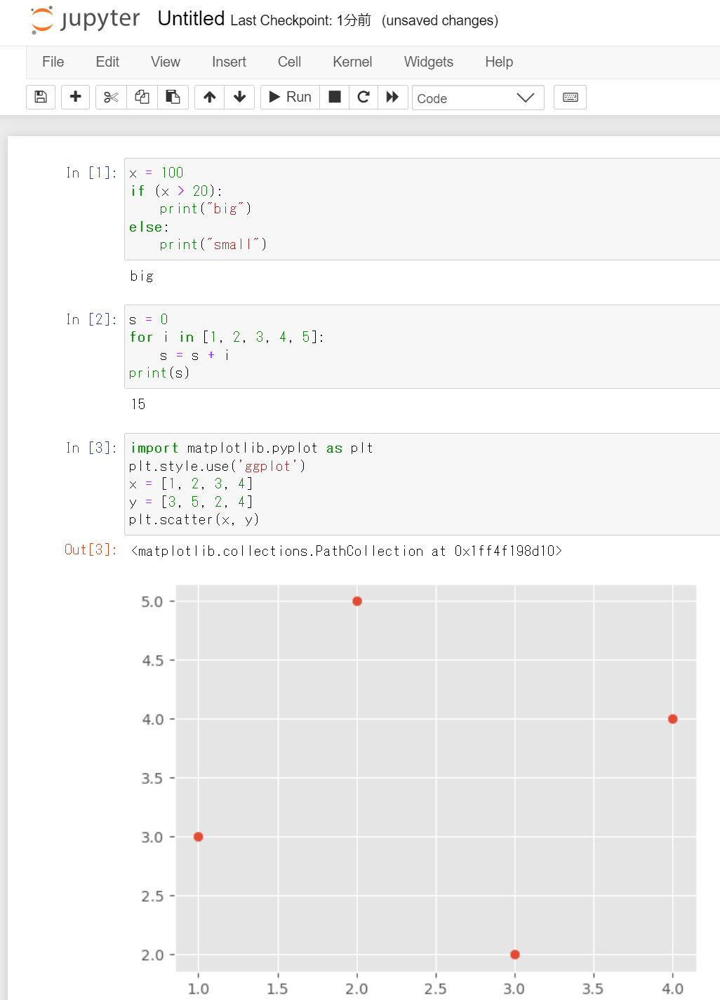 jupyter Untitled Last Checkpoint: 1分前 (unsaved changes)
File Edit View Insert Cell Kernel Widgets Help
Run Code
In [1]: x = 100
if (x > 20):
    print("big")
else:
    print("small")
big
In [2]: s = 0
for i in [1, 2, 3, 4, 5]:
    s = s + i
print(s)
15
In [3]: import matplotlib.pyplot as plt
plt.style.use('ggplot')
x = [1, 2, 3, 4]
y = [3, 5, 2, 4]
plt.scatter(x, y)
Out[3]: <matplotlib.collections.PathCollection at 0x1ff4f198d10>
5.0
4.5
4.0
3.5
3.0
2.5
2.0
1.0 1.5 2.0 2.5 3.0 3.5 4.0